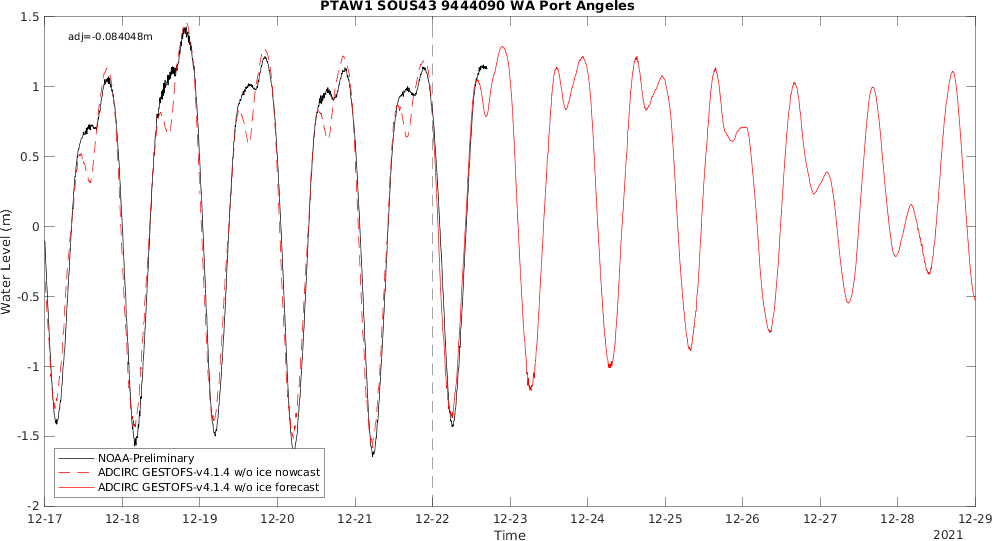 PTAW1 SOUS43 9444090 WA Port Angeles
adj=-0.084048m
1.5
1
0.5
0
-0.5
-1
-1.5
-2
Water Level (m)
NOAA-Preliminary
ADCIRC GESTOFS-v4.1.4 w/o ice nowcast
ADCIRC GESTOFS-v4.1.4 w/o ice forecast
12-17 12-18 12-19 12-20 12-21 12-22 12-23 12-24 12-25 12-26 12-27 12-28 12-29
Time
2021